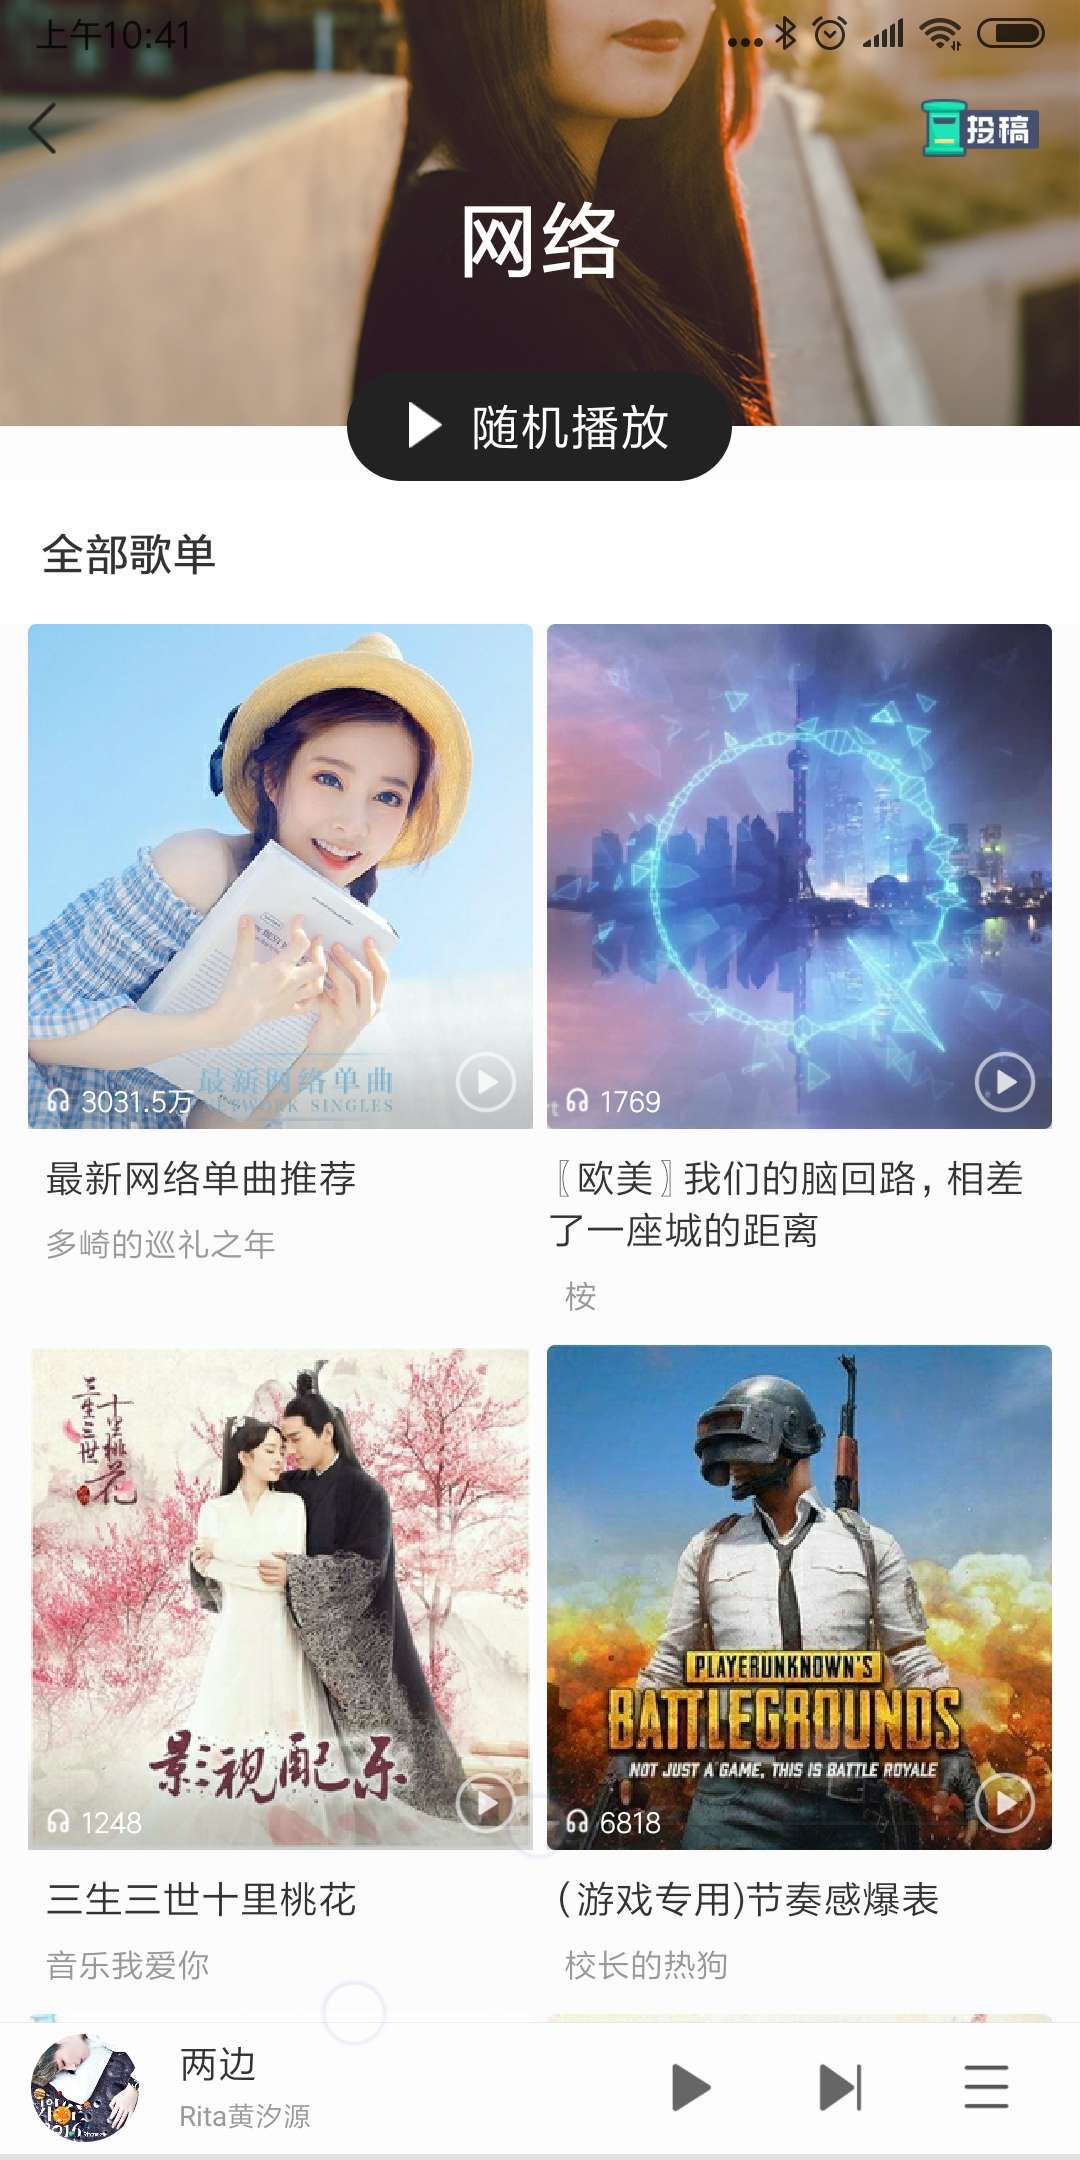 上午10:41
投稿
网络
随机播放
全部歌单
最新网络单曲
NETWORK SINGLES
3031.5万
1769
最新网络单曲推荐
多崎的巡礼之年
〖欧美〗我们的脑回路，相差
了一座城的距离
桉
三生三世
十里桃花
影视配乐
1248
PLAYERUNKNOWN'S
BATTLEGROUNDS
NOT JUST A GAME, THIS IS BATTLE ROYALE
6818
三生三世十里桃花
音乐我爱你
（游戏专用)节奏感爆表
校长的热狗
两边
Rita黄汐源